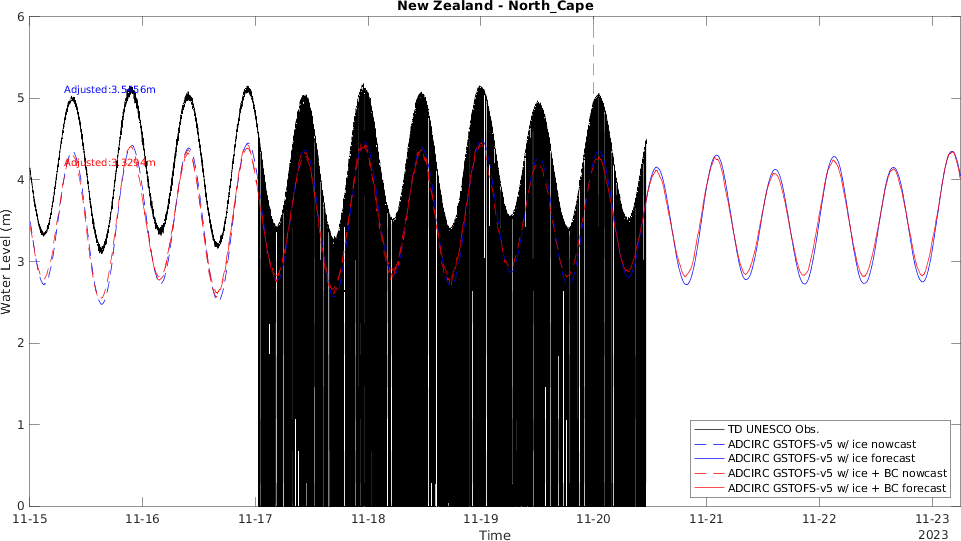 New Zealand - North_Cape
6
5
4
3
2
1
0
Water Level (m)
Adjusted:3.3294m
11-15
11-16
11-17
11-18
11-19
11-20
11-21
11-22
11-23
2023
Time
TD UNESCO Obs.
ADCIRC GSTOFS-v5 w/ ice nowcast
ADCIRC GSTOFS-v5 w/ ice forecast
ADCIRC GSTOFS-v5 w/ ice + BC nowcast
ADCIRC GSTOFS-v5 w/ ice + BC forecast